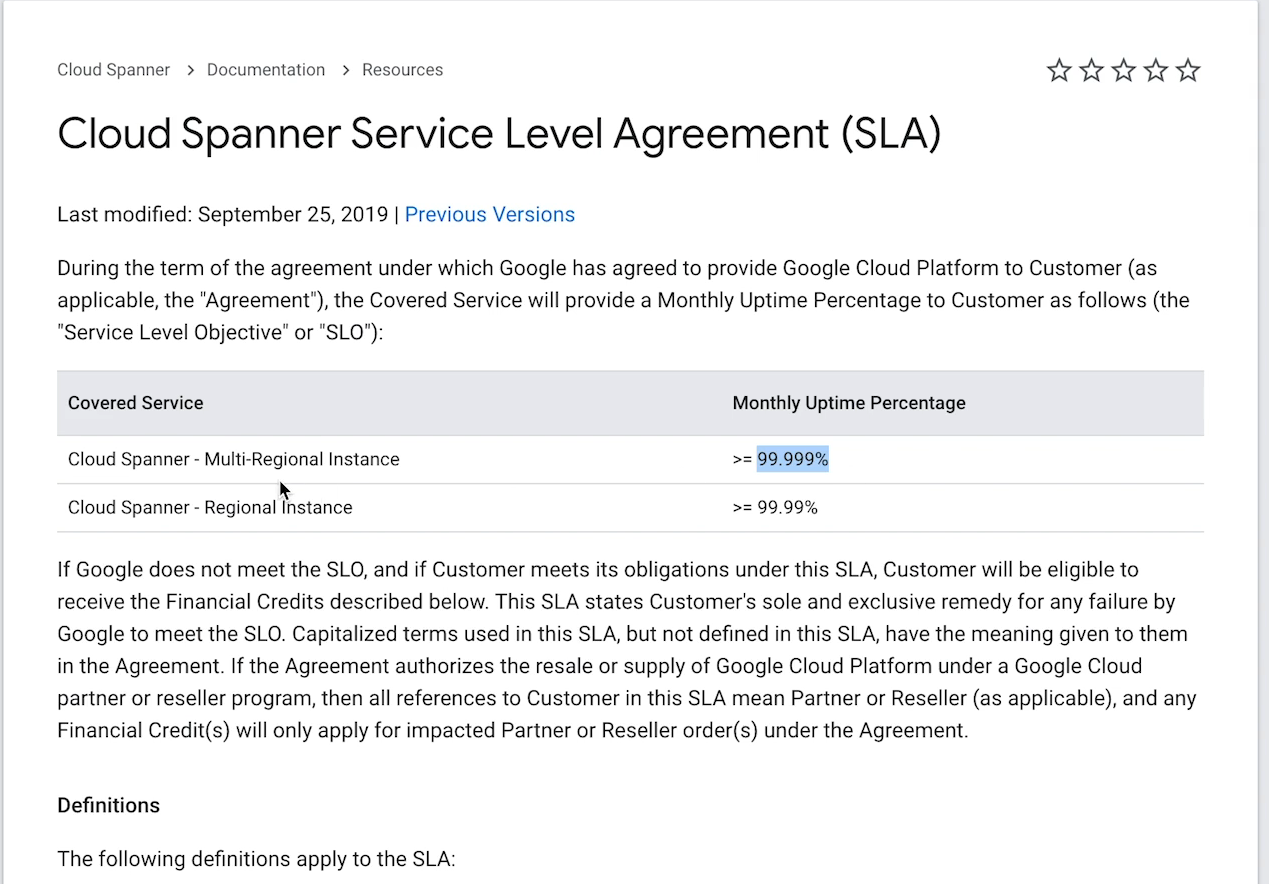 Cloud Spanner > Documentation > Resources
Cloud Spanner Service Level Agreement (SLA)
Last modified: September 25, 2019 | Previous Versions
During the term of the agreement under which Google has agreed to provide Google Cloud Platform to Customer (as
applicable, the "Agreement"), the Covered Service will provide a Monthly Uptime Percentage to Customer as follows (the
"Service Level Objective" or "SLO"):
Covered Service Monthly Uptime Percentage
Cloud Spanner - Multi-Regional Instance >= 99.999%
Cloud Spanner - Regional Instance >= 99.99%
If Google does not meet the SLO, and if Customer meets its obligations under this SLA, Customer will be eligible to
receive the Financial Credits described below. This SLA states Customer's sole and exclusive remedy for any failure by
Google to meet the SLO. Capitalized terms used in this SLA, but not defined in this SLA, have the meaning given to them
in the Agreement. If the Agreement authorizes the resale or supply of Google Cloud Platform under a Google Cloud
partner or reseller program, then all references to Customer in this SLA mean Partner or Reseller (as applicable), and any
Financial Credit(s) will only apply for impacted Partner or Reseller order(s) under the Agreement.
Definitions
The following definitions apply to the SLA: